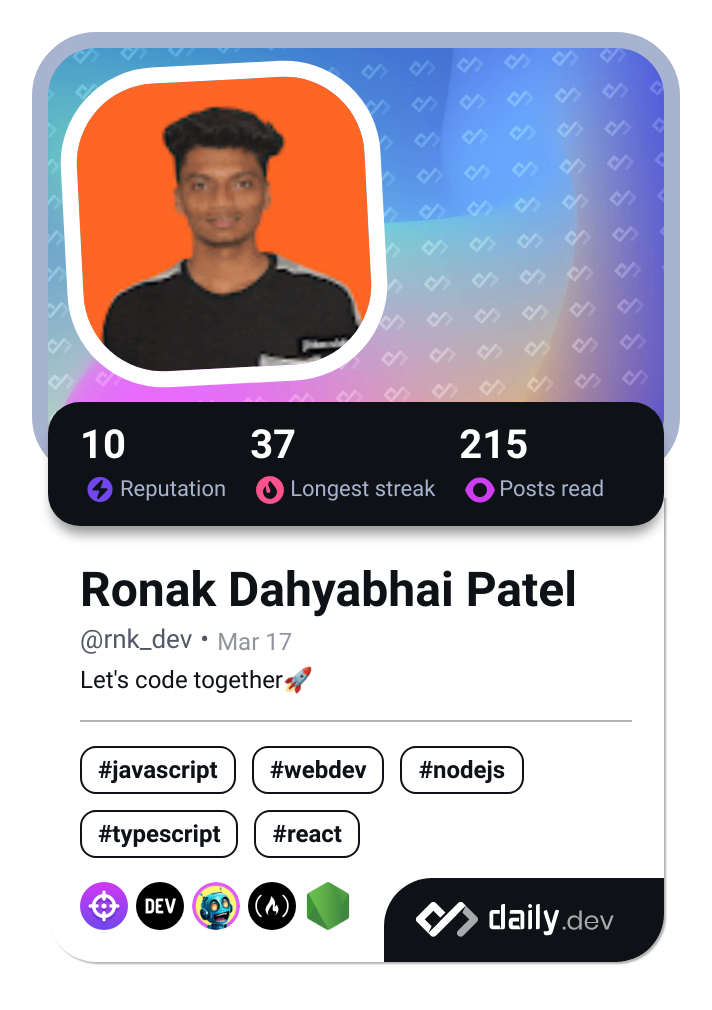 10 37 215
Reputation Longest streak Posts read
Ronak Dahyabhai Patel
@rnk_dev • Mar 17
Let's code together🚀
#javascript #webdev #nodejs
#typescript #react
DEV daily.dev